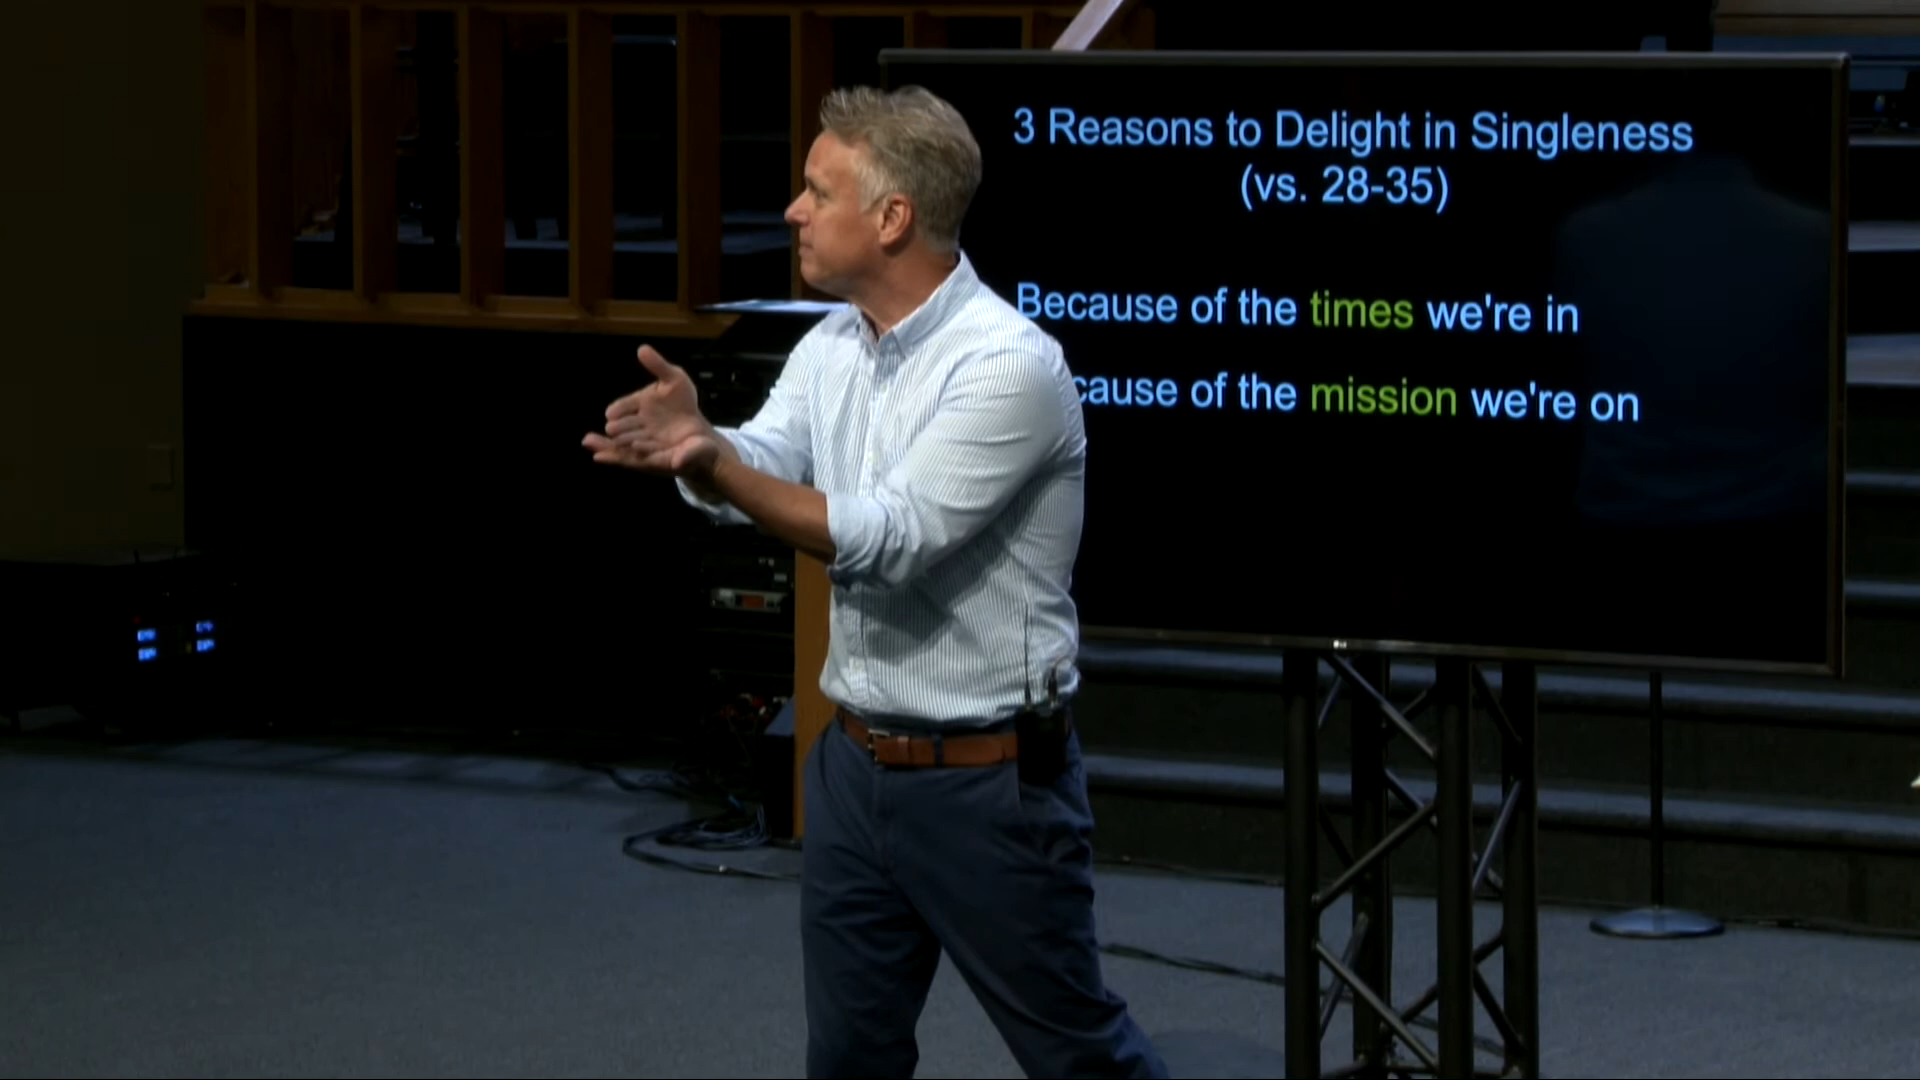 3 Reasons to Delight in Singleness
(vs. 28-35)
Because of the times we're in
cause of the mission we're on